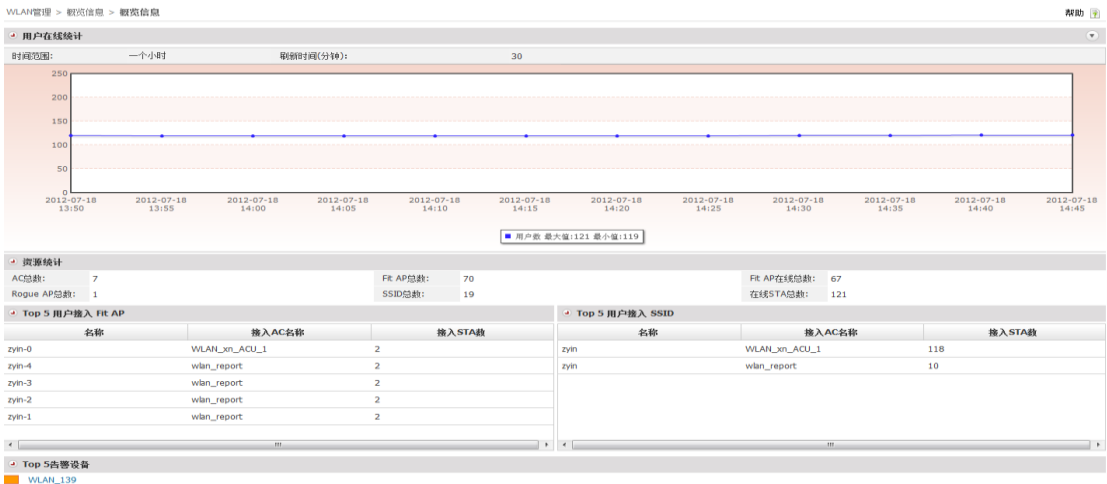 WLAN管理 > 概览信息 > 概览信息
帮助
用户在线统计
时间范围: 一个小时 刷新时间(分钟): 30
250
200
150
100
50
0
2012-07-18 13:50
2012-07-18 13:55
2012-07-18 14:00
2012-07-18 14:05
2012-07-18 14:10
2012-07-18 14:15
2012-07-18 14:20
2012-07-18 14:25
2012-07-18 14:30
2012-07-18 14:35
2012-07-18 14:40
2012-07-18 14:45
用户数 最大值:121 最小值:119
资源统计
AC总数: 7 Fit AP总数: 70 Fit AP在线总数: 67
Rogue AP总数: 1 SSID总数: 19 在线STA总数: 121
Top 5 用户接入 Fit AP
名称 接入AC名称 接入STA数
zyin-0 WLAN_xn_ACU_1 2
zyin-4 wlan_report 2
zyin-3 wlan_report 2
zyin-2 wlan_report 2
zyin-1 wlan_report 2
Top 5 用户接入 SSID
名称 接入AC名称 接入STA数
zyin WLAN_xn_ACU_1 118
zyin wlan_report 10
Top 5告警设备
WLAN_139